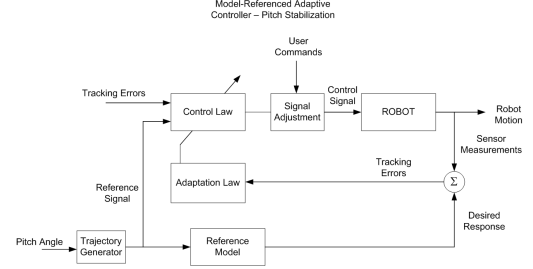 Model-Referenced Adaptive
Controller – Pitch Stabilization
User
Commands
Tracking Errors
Control Law
Signal
Adjustment
Control
Signal
ROBOT
Robot
Motion
Sensor
Measurements
Tracking
Errors
Adaptation Law
Σ
Reference
Signal
Desired
Response
Pitch Angle
Trajectory
Generator
Reference
Model